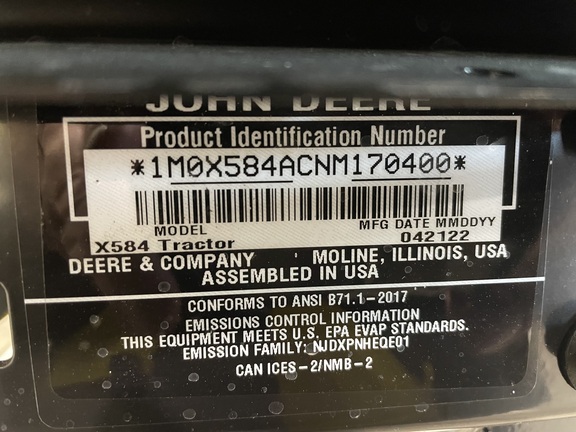 JOHN DEERE
Product Identification Number
*1M0X584ACNM170400*
MODEL
MFG DATE MMDDYY
X584 Tractor
042122
DEERE & COMPANY MOLINE, ILLINOIS, USA
ASSEMBLED IN USA
CONFORMS TO ANSI B71.1-2017
EMISSIONS CONTROL INFORMATION
THIS EQUIPMENT MEETS U.S. EPA EVAP STANDARDS.
EMISSION FAMILY: NJDXPNHEQE01
CAN ICES-2/NMB-2